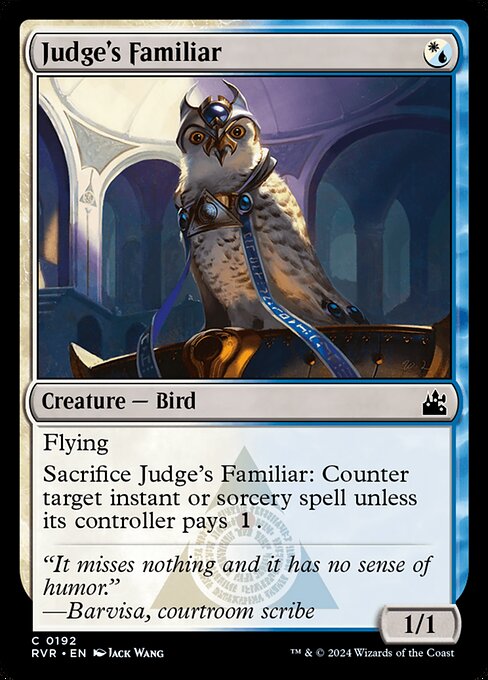 Judge's Familiar
Creature — Bird
Flying
Sacrifice Judge's Familiar: Counter
target instant or sorcery spell unless
its controller pays 1.
“It misses nothing and it has no sense of
humor.”
—Barvisa, courtroom scribe
1/1
C 0192
RVR • EN Jack Wang
™ & © 2024 Wizards of the Coast